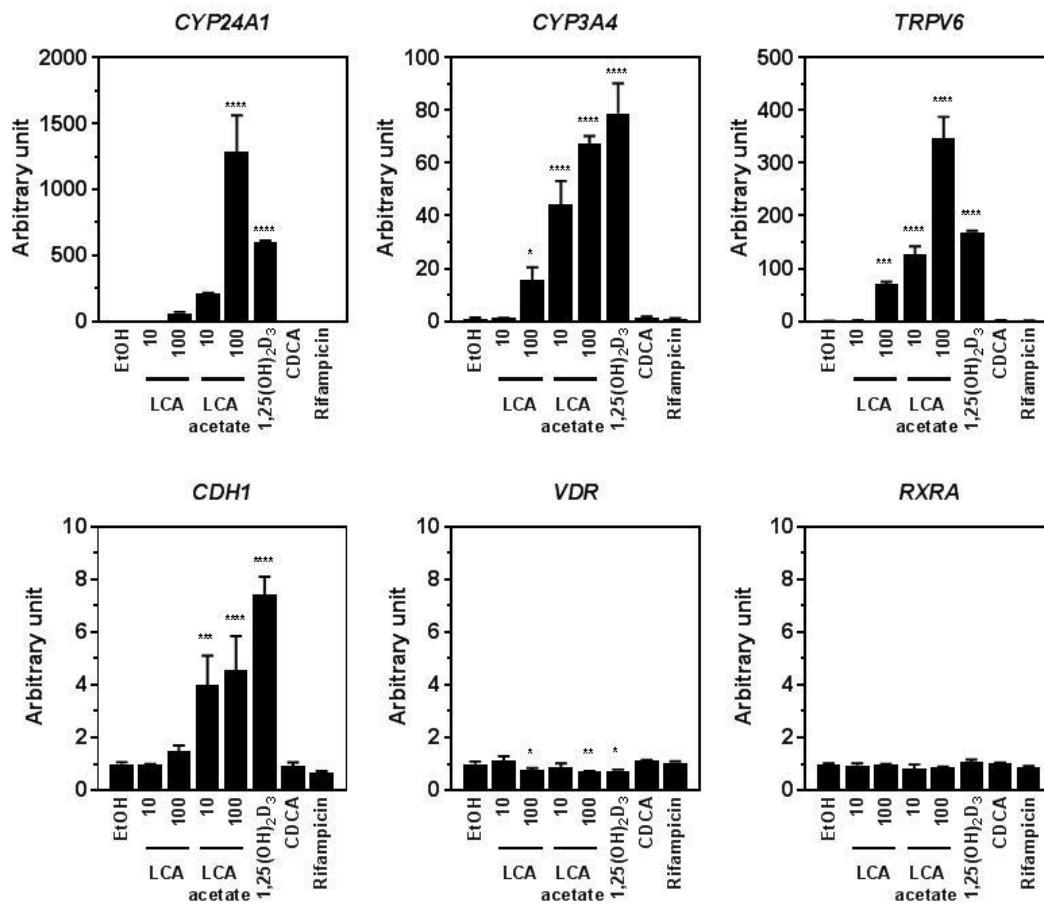 CYP24A1
2000
1500
1000
500
0
Arbitrary unit
****
****
EtOH
10
100
10
100
1,25(OH)₂D₃
CDCA
Rifampicin
LCA
LCA
acetate
CYP3A4
100
80
60
40
20
0
Arbitrary unit
*
****
****
****
EtOH
10
100
10
100
1,25(OH)₂D₃
CDCA
Rifampicin
LCA
LCA
acetate
TRPV6
500
400
300
200
100
0
Arbitrary unit
***
****
****
****
EtOH
10
100
10
100
1,25(OH)₂D₃
CDCA
Rifampicin
LCA
LCA
acetate
CDH1
10
8
6
4
2
0
Arbitrary unit
***
****
****
EtOH
10
100
10
100
1,25(OH)₂D₃
CDCA
Rifampicin
LCA
LCA
acetate
VDR
10
8
6
4
2
0
Arbitrary unit
*
**
*
EtOH
10
100
10
100
1,25(OH)₂D₃
CDCA
Rifampicin
LCA
LCA
acetate
RXRA
10
8
6
4
2
0
Arbitrary unit
EtOH
10
100
10
100
1,25(OH)₂D₃
CDCA
Rifampicin
LCA
LCA
acetate